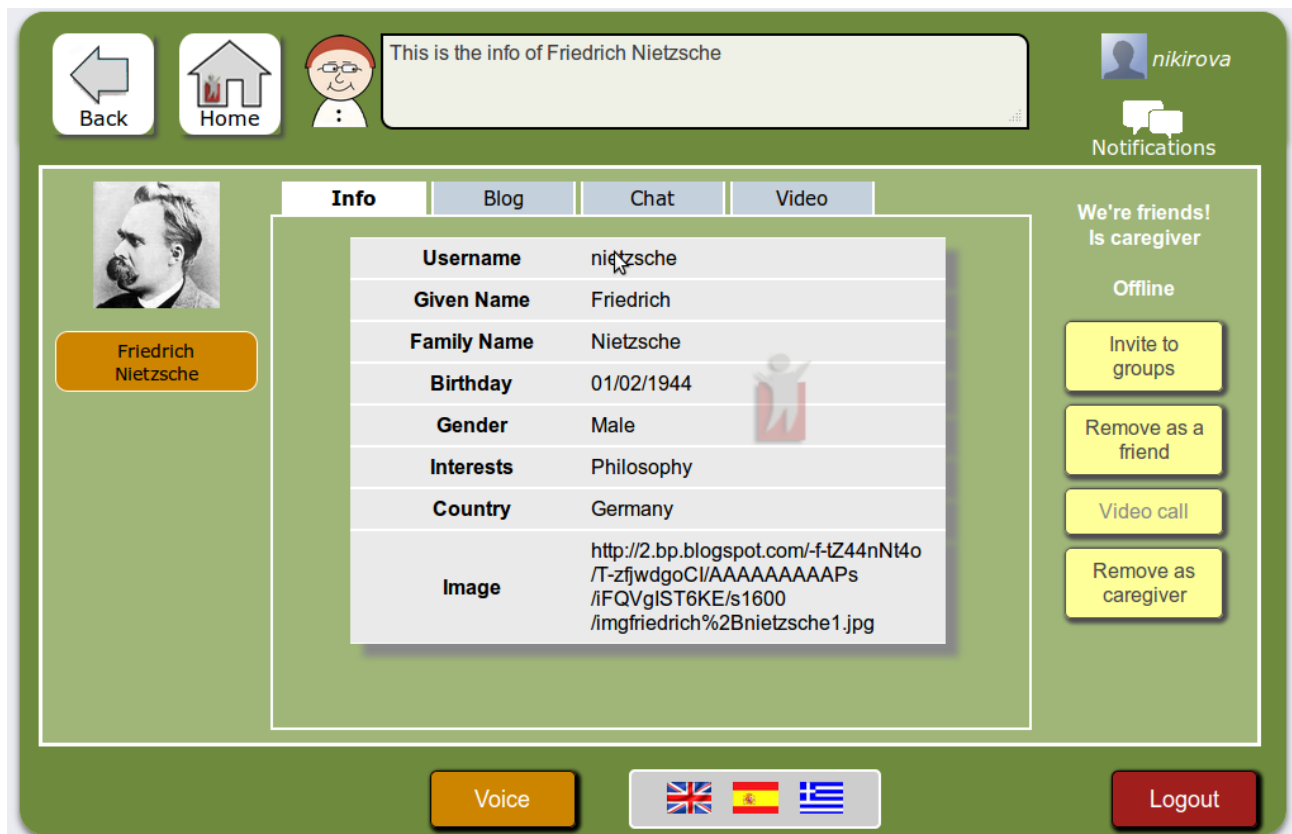 Back
Home
This is the info of Friedrich Nietzsche
nikirova
Notifications
Friedrich
Nietzsche
Info
Blog
Chat
Video
Username nietzsche
Given Name Friedrich
Family Name Nietzsche
Birthday 01/02/1944
Gender Male
Interests Philosophy
Country Germany
Image
http://2.bp.blogspot.com/-f-tZ44nNt4o
/T-zfjwdgoCI/AAAAAAAAAPs
/iFQVgIST6KE/s1600
/imgfriedrich%2Bnietzsche1.jpg
We're friends!
Is caregiver
Offline
Invite to
groups
Remove as a
friend
Video call
Remove as
caregiver
Voice
Logout